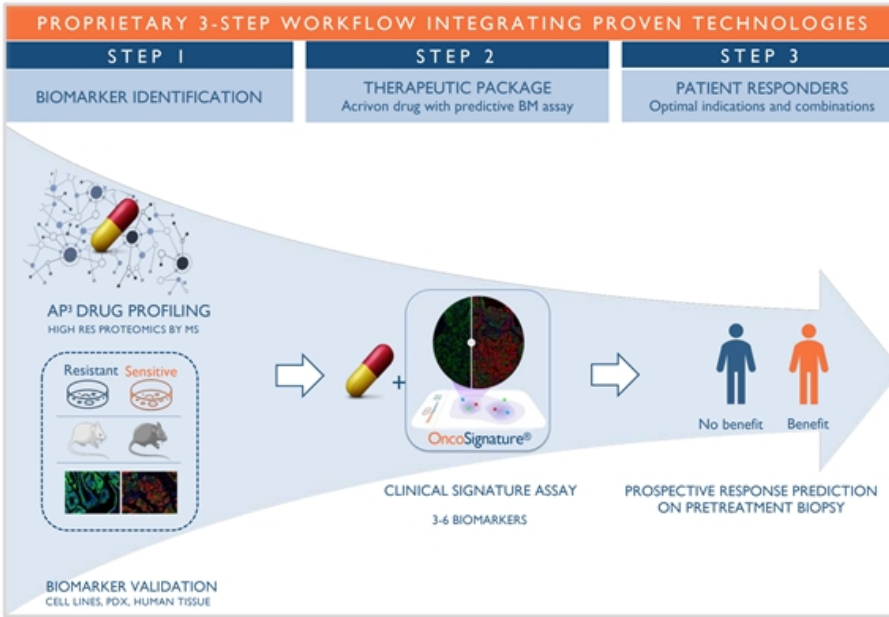 PROPRIETARY 3-STEP WORKFLOW INTEGRATING PROVEN TECHNOLOGIES
STEP 1
BIOMARKER IDENTIFICATION
STEP 2
THERAPEUTIC PACKAGE
Acrivon drug with predictive BM assay
STEP 3
PATIENT RESPONDERS
Optimal indications and combinations
AP³ DRUG PROFILING
HIGH RES PROTEOMICS BY MS
Resistant Sensitive
BIOMARKER VALIDATION
CELL LINES, PDX, HUMAN TISSUE
+
OncoSignature®
CLINICAL SIGNATURE ASSAY
3-6 BIOMARKERS
No benefit Benefit
PROSPECTIVE RESPONSE PREDICTION
ON PRETREATMENT BIOPSY